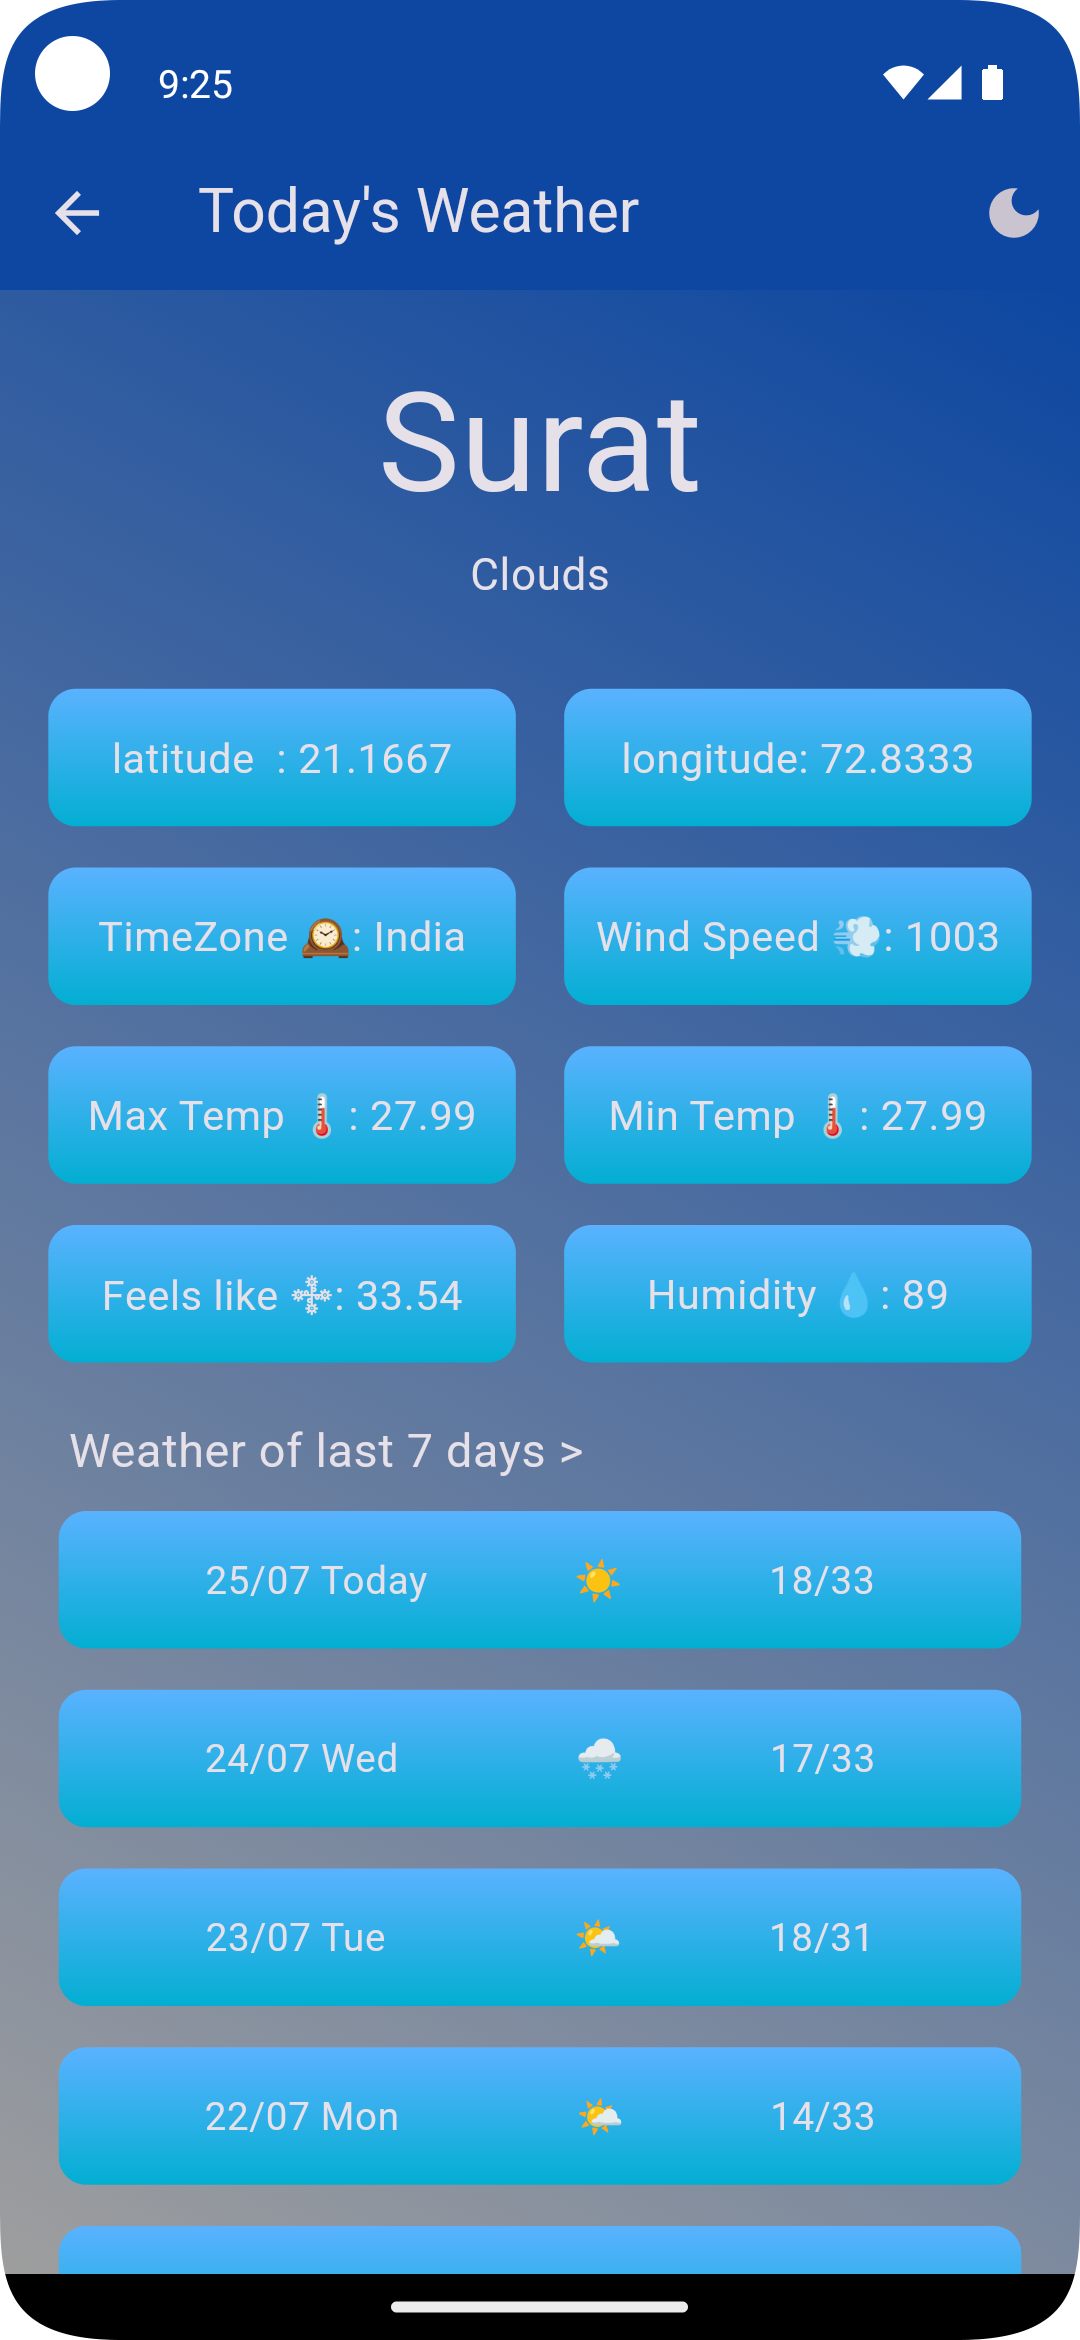 9:25
Today's Weather
Surat
Clouds
latitude  : 21.1667
longitude: 72.8333
TimeZone 🕰️: India
Wind Speed 💨: 1003
Max Temp 🌡️: 27.99
Min Temp 🌡️: 27.99
Feels like : 33.54
Humidity 💧: 89
Weather of last 7 days >
25/07 Today ☀️ 18/33
24/07 Wed 🌨️ 17/33
23/07 Tue 🌤️ 18/31
22/07 Mon 🌤️ 14/33